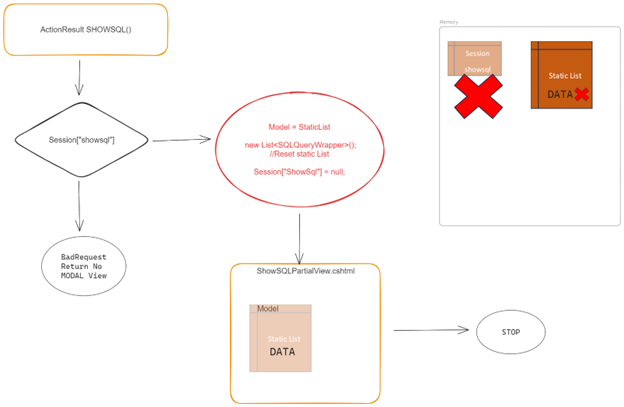 ActionResult SHOWSQL()
Memory
Session
showsql
Static List
DATA
Session["showsql"]
Model = StaticList
new List<SQLQueryWrapper>();
//Reset static List
Session["ShowSql"] = null;
BadRequest
Return No
MODAL View
ShowSQLPartialView.cshtml
Model
Static List
DATA
STOP